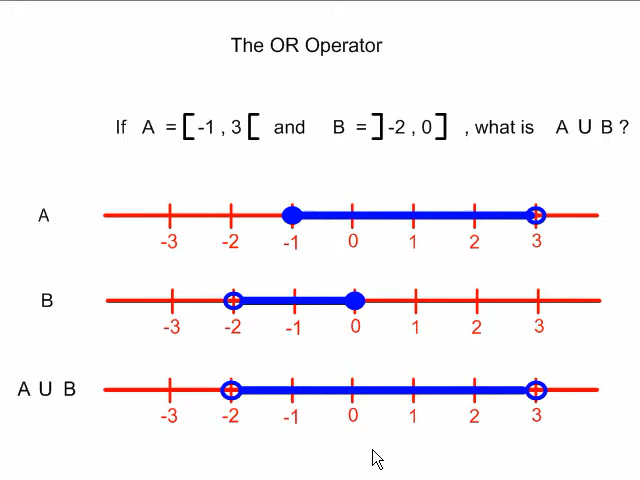 The OR Operator
If A = [ -1 , 3 [ and B = ] -2 , 0 ] , what is A U B ?
A
-3 -2 -1 0 1 2 3
B
-3 -2 -1 0 1 2 3
A U B
-3 -2 -1 0 1 2 3